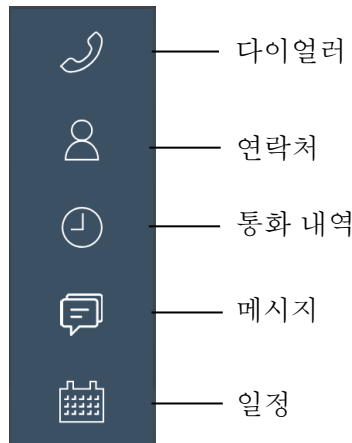 다이얼러
연락처
통화 내역
메시지
일정